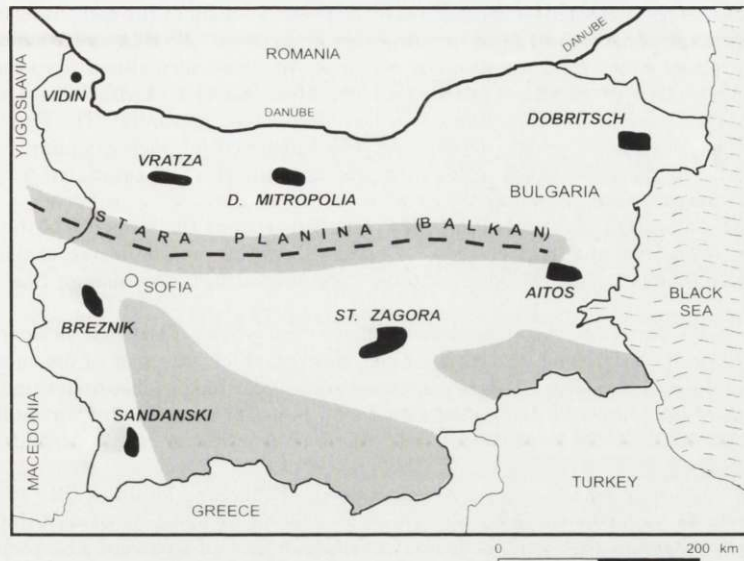 ROMANIA
DANUBE
YUGOSLAVIA
VIDIN
DANUBE
DOBRITSCH
VRATZA
D. MITROPOLIA
BULGARIA
STARA PLANINA (BALKAN)
SOFIA
AITOS
BLACK
SEA
BREZNIK
ST. ZAGORA
SANDANSKI
MACEDONIA
GREECE
TURKEY
0 200 km